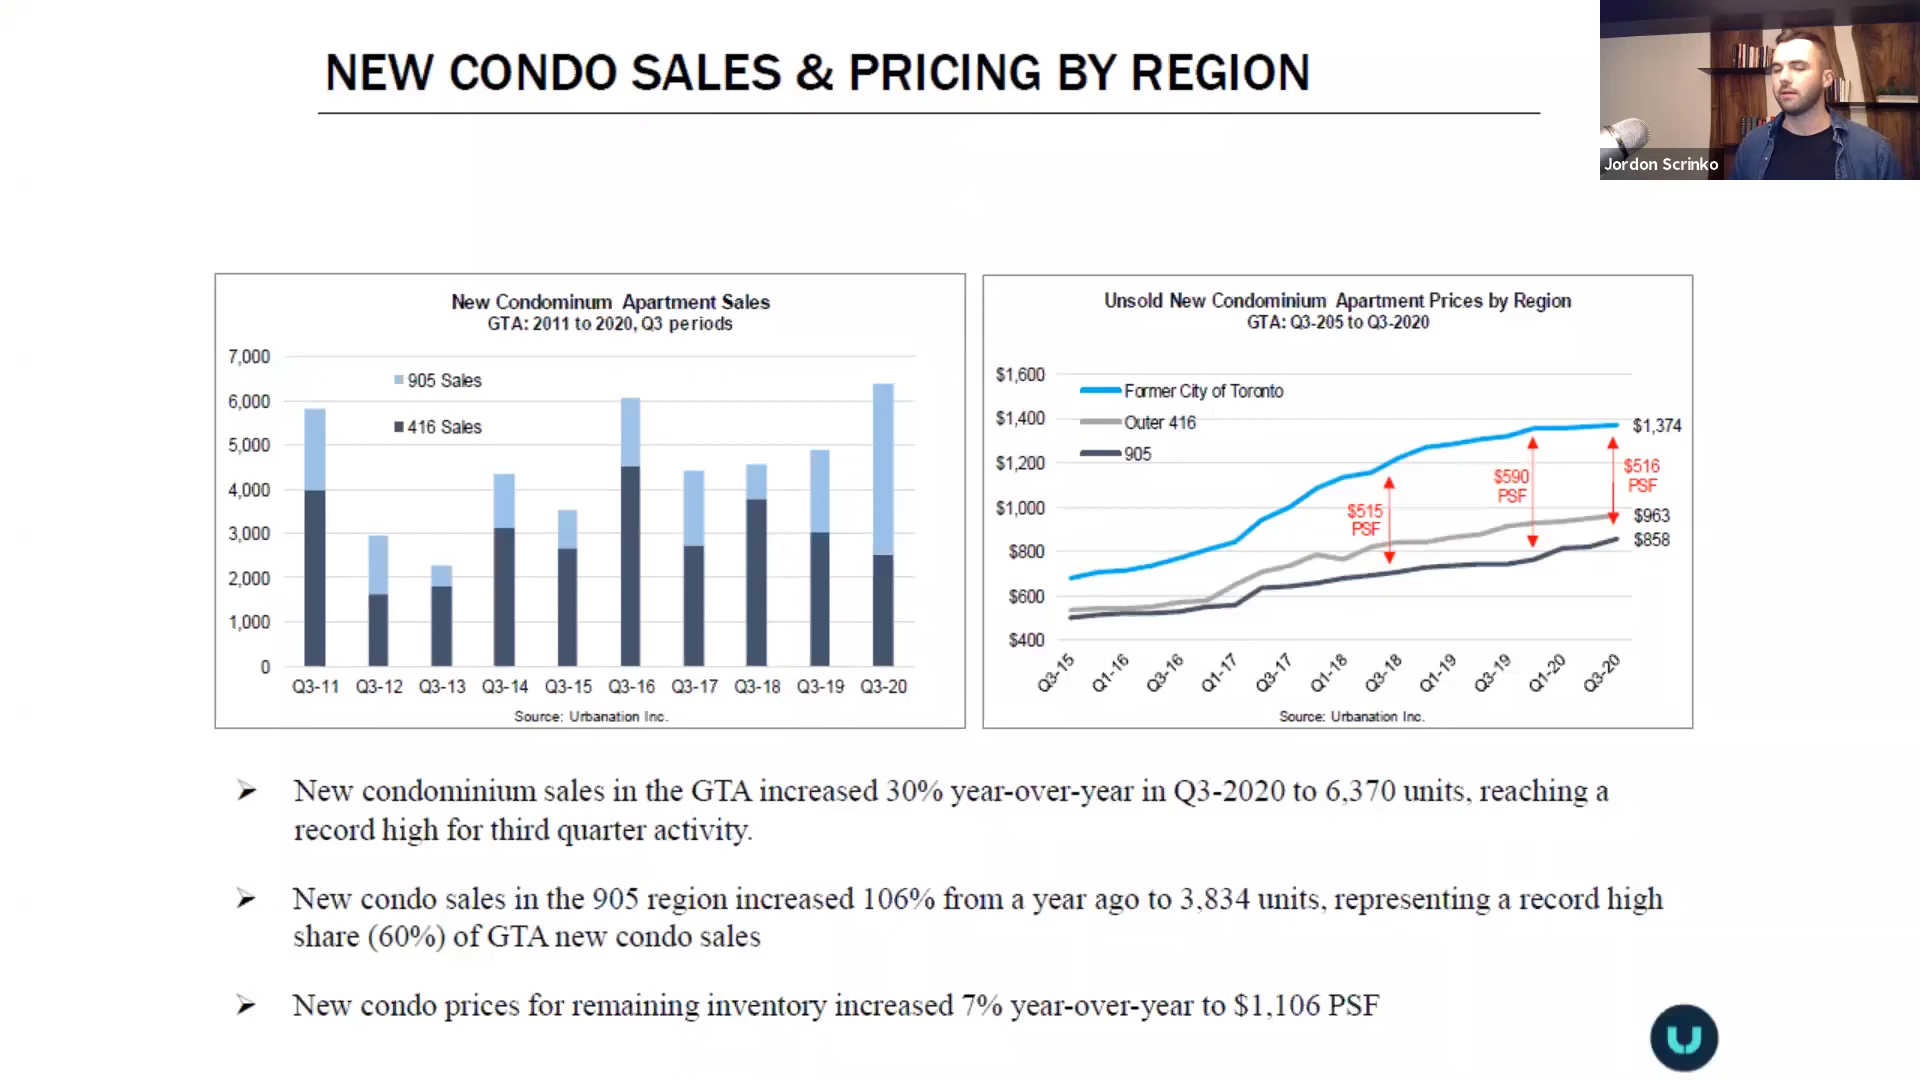 NEW CONDO SALES & PRICING BY REGION
Jordon Scrinko
New Condominum Apartment Sales
GTA: 2011 to 2020, Q3 periods
7,000
6,000
5,000
4,000
3,000
2,000
1,000
0
905 Sales
416 Sales
Q3-11 Q3-12 Q3-13 Q3-14 Q3-15 Q3-16 Q3-17 Q3-18 Q3-19 Q3-20
Source: Urbanation Inc.
Unsold New Condominium Apartment Prices by Region
GTA: Q3-205 to Q3-2020
$1,600
$1,400
$1,200
$1,000
$800
$600
$400
Former City of Toronto
Outer 416
905
$515
PSF
$590
PSF
$516
PSF
$1,374
$963
$858
Q3-15 Q1-16 Q3-16 Q1-17 Q3-17 Q1-18 Q3-18 Q1-19 Q3-19 Q1-20 Q3-20
Source: Urbanation Inc.
New condominium sales in the GTA increased 30% year-over-year in Q3-2020 to 6,370 units, reaching a
record high for third quarter activity.
New condo sales in the 905 region increased 106% from a year ago to 3,834 units, representing a record high
share (60%) of GTA new condo sales
New condo prices for remaining inventory increased 7% year-over-year to $1,106 PSF